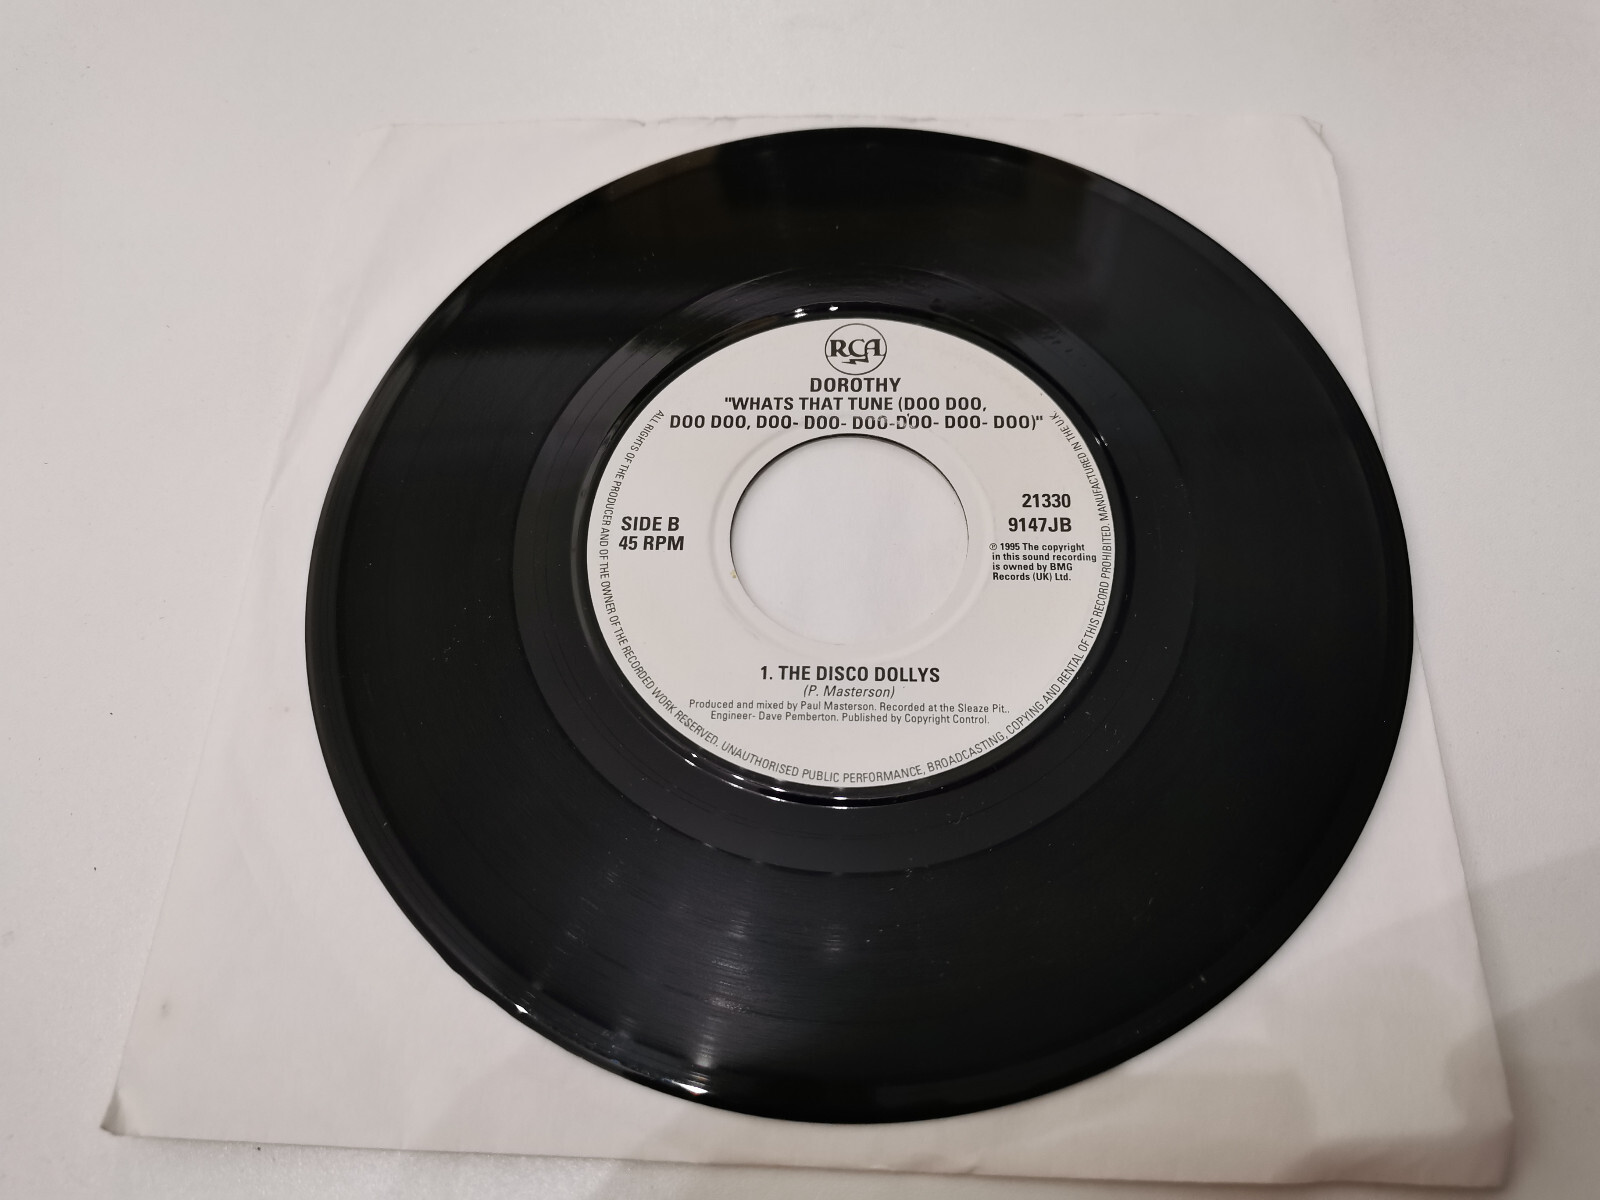 RCA
DOROTHY
"WHATS THAT TUNE (DOO DOO,
DOO DOO, DOO- DOO- DOO-DOO- DOO- DOO)"
SIDE B
45 RPM
21330
9147JB
℗ 1995 The copyright
in this sound recording
is owned by BMG
Records (UK) Ltd.
1. THE DISCO DOLLYS
(P. Masterson)
Produced and mixed by Paul Masterson. Recorded at the Sleaze Pit..
Engineer- Dave Pemberton. Published by Copyright Control.
ALL RIGHTS OF THE PRODUCER AND OF THE OWNER OF THE RECORDED WORK RESERVED. UNAUTHORISED PUBLIC PERFORMANCE, BROADCASTING, COPYING AND RENTAL OF THIS RECORD PROHIBITED. MANUFACTURED IN THE U.K.